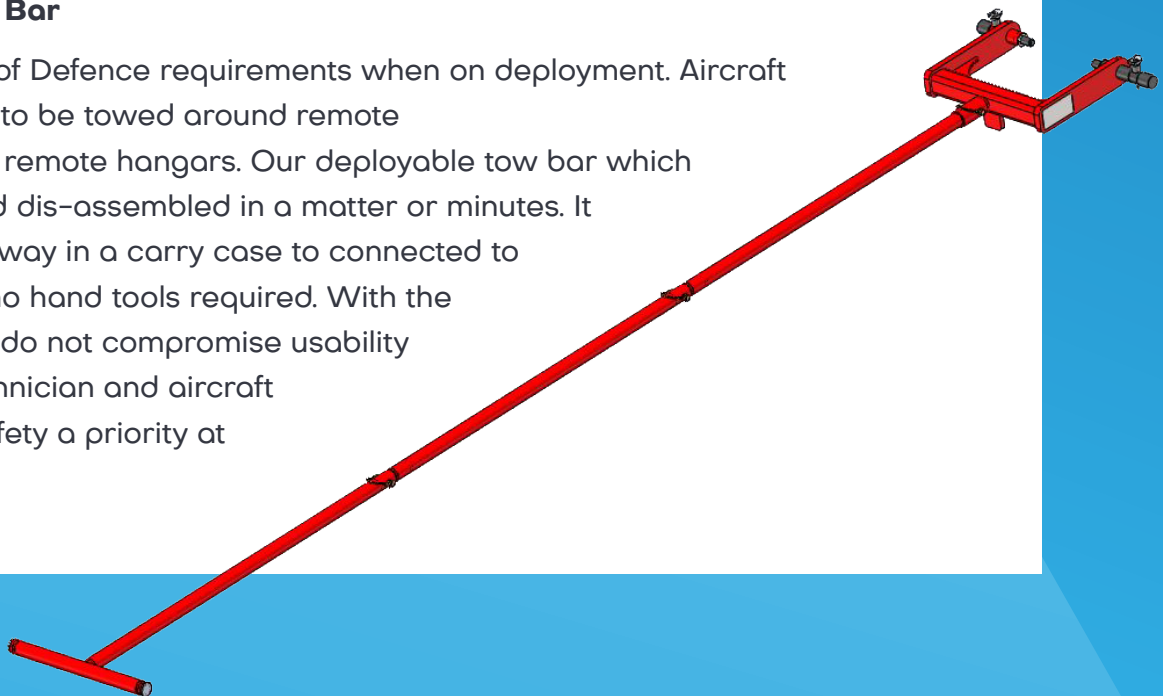 Bar
of Defence requirements when on deployment. Aircraft
to be towed around remote
remote hangars. Our deployable tow bar which
d dis-assembled in a matter or minutes. It
way in a carry case to connected to
no hand tools required. With the
do not compromise usability
hnician and aircraft
fety a priority at